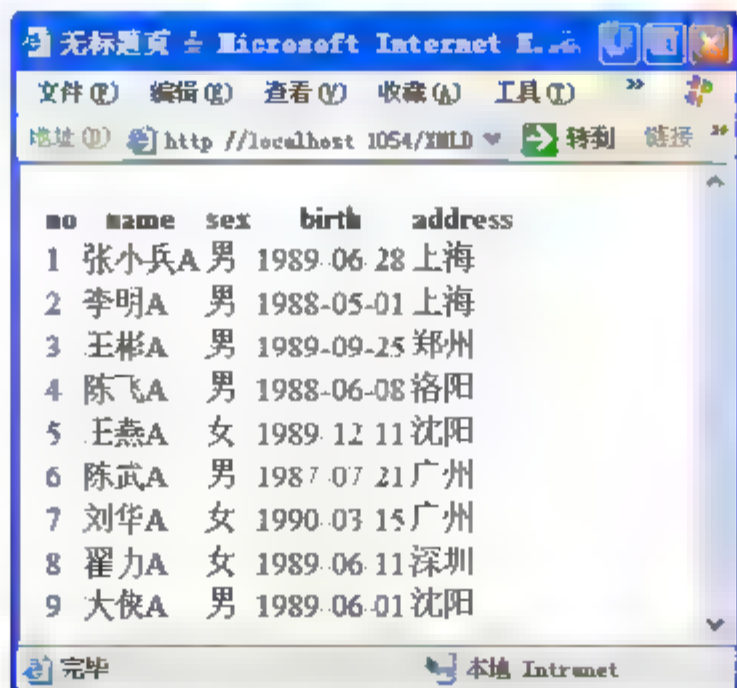 无标题页 - Microsoft Internet E...
文件(F) 编辑(E) 查看(V) 收藏(A) 工具(T) »
地址(D) http //localhost 1054/XMLD 转到 链接 »
no name sex birth address
1 张小兵A 男 1989-06-28 上海
2 李明A 男 1988-05-01 上海
3 王彬A 男 1989-09-25 郑州
4 陈飞A 男 1988-06-08 洛阳
5 王燕A 女 1989-12-11 沈阳
6 陈武A 男 1987-07-21 广州
7 刘华A 女 1990-03-15 广州
8 翟力A 女 1989-06-11 深圳
9 大侠A 男 1989-06-01 沈阳
完毕 本地 Intranet